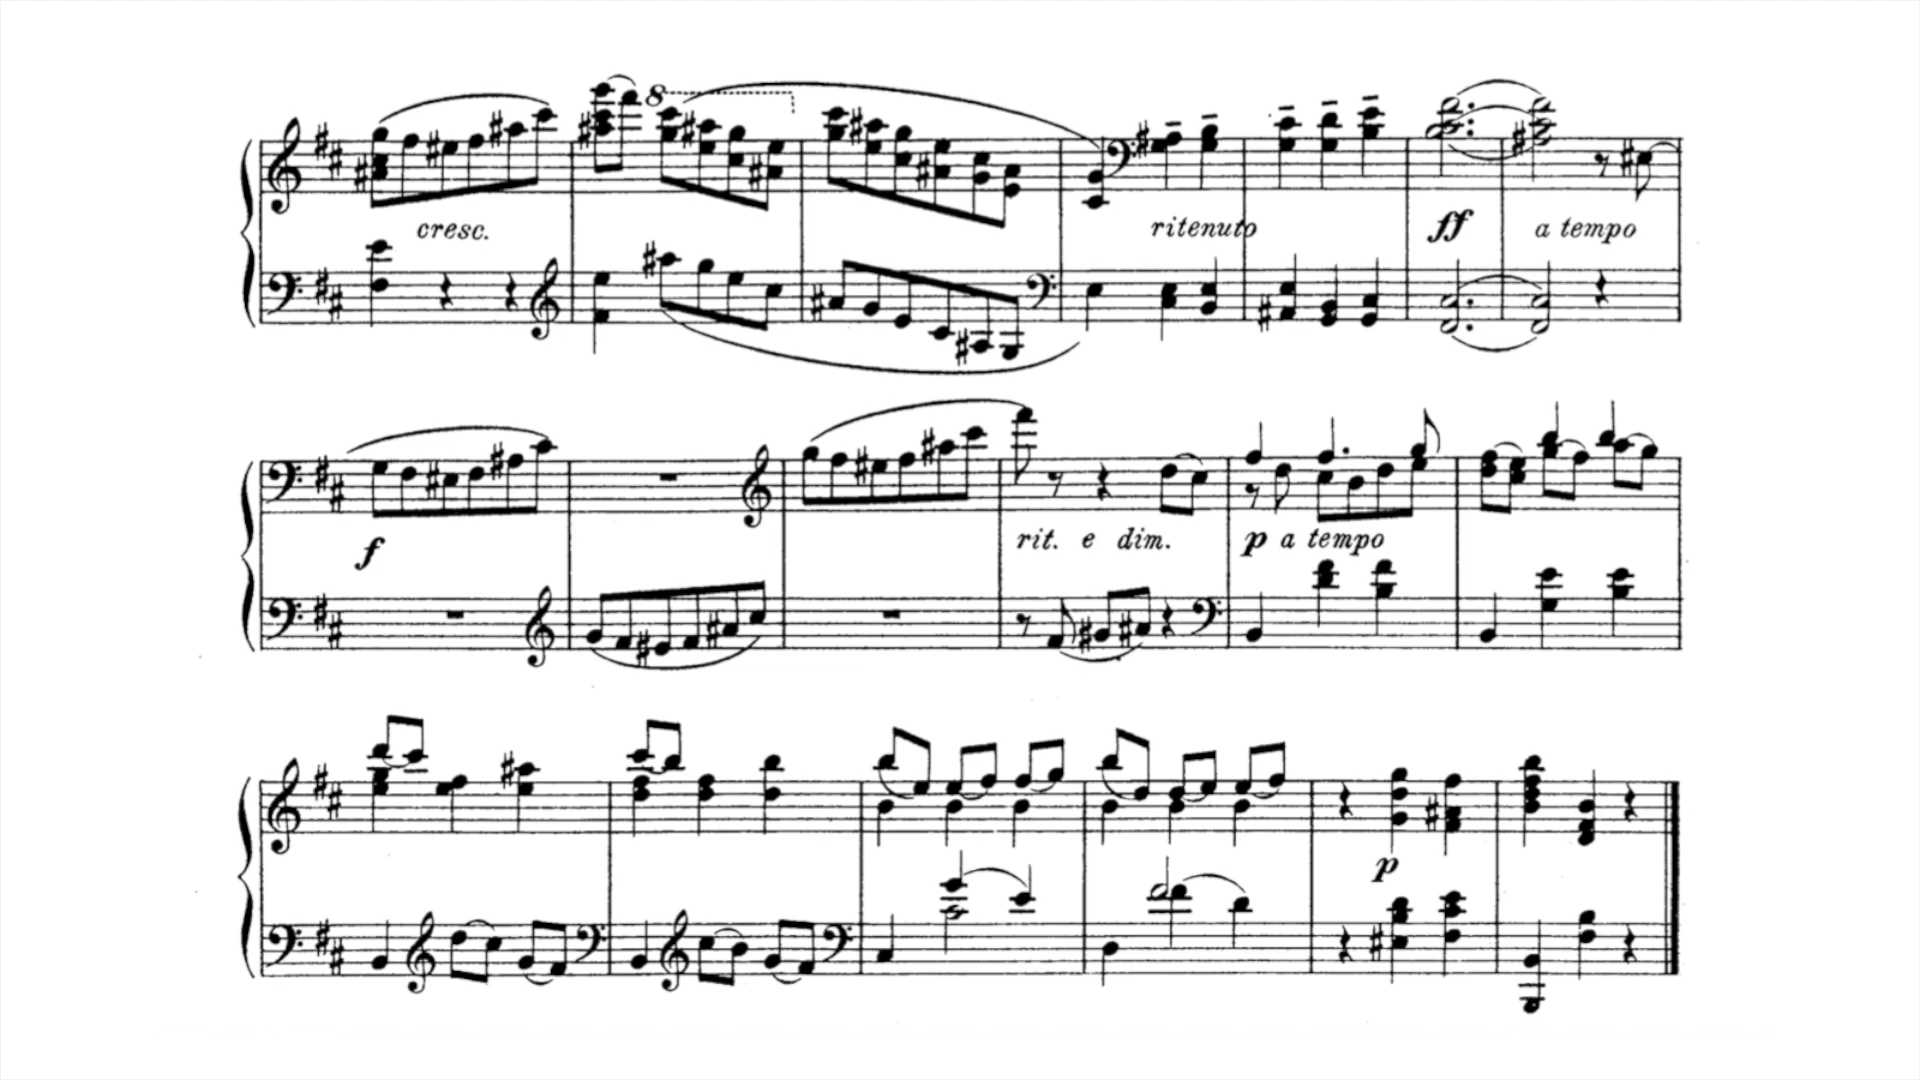 8
cresc. ritenuto ff a tempo
f rit. e dim. p a tempo
p